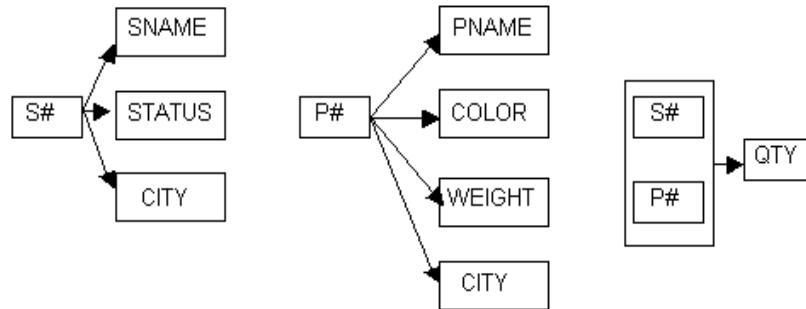 S#
SNAME
STATUS
CITY
P#
PNAME
COLOR
WEIGHT
CITY
S#
P#
QTY